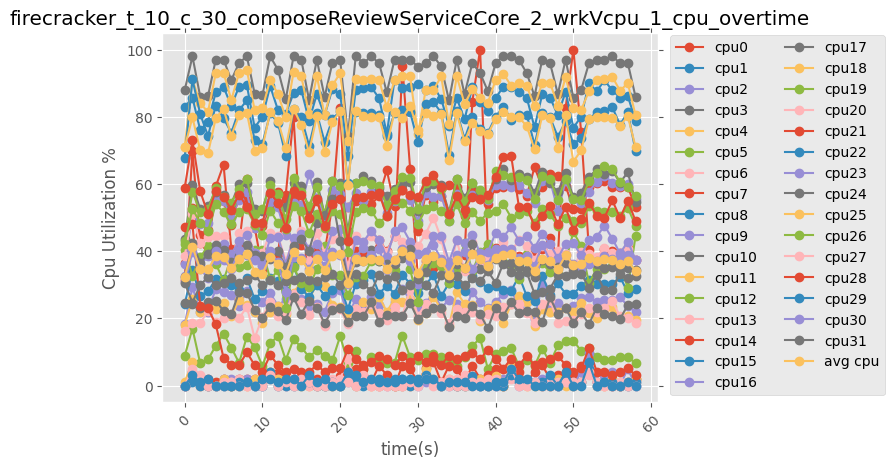 firecracker_t_10_c_30_composeReviewServiceCore_2_wrkVcpu_1_cpu_overtime
100
80
60
40
20
0
Cpu Utilization %
0
10
20
30
40
50
60
time(s)
cpu0
cpu1
cpu2
cpu3
cpu4
cpu5
cpu6
cpu7
cpu8
cpu9
cpu10
cpu11
cpu12
cpu13
cpu14
cpu15
cpu16
cpu17
cpu18
cpu19
cpu20
cpu21
cpu22
cpu23
cpu24
cpu25
cpu26
cpu27
cpu28
cpu29
cpu30
cpu31
avg cpu